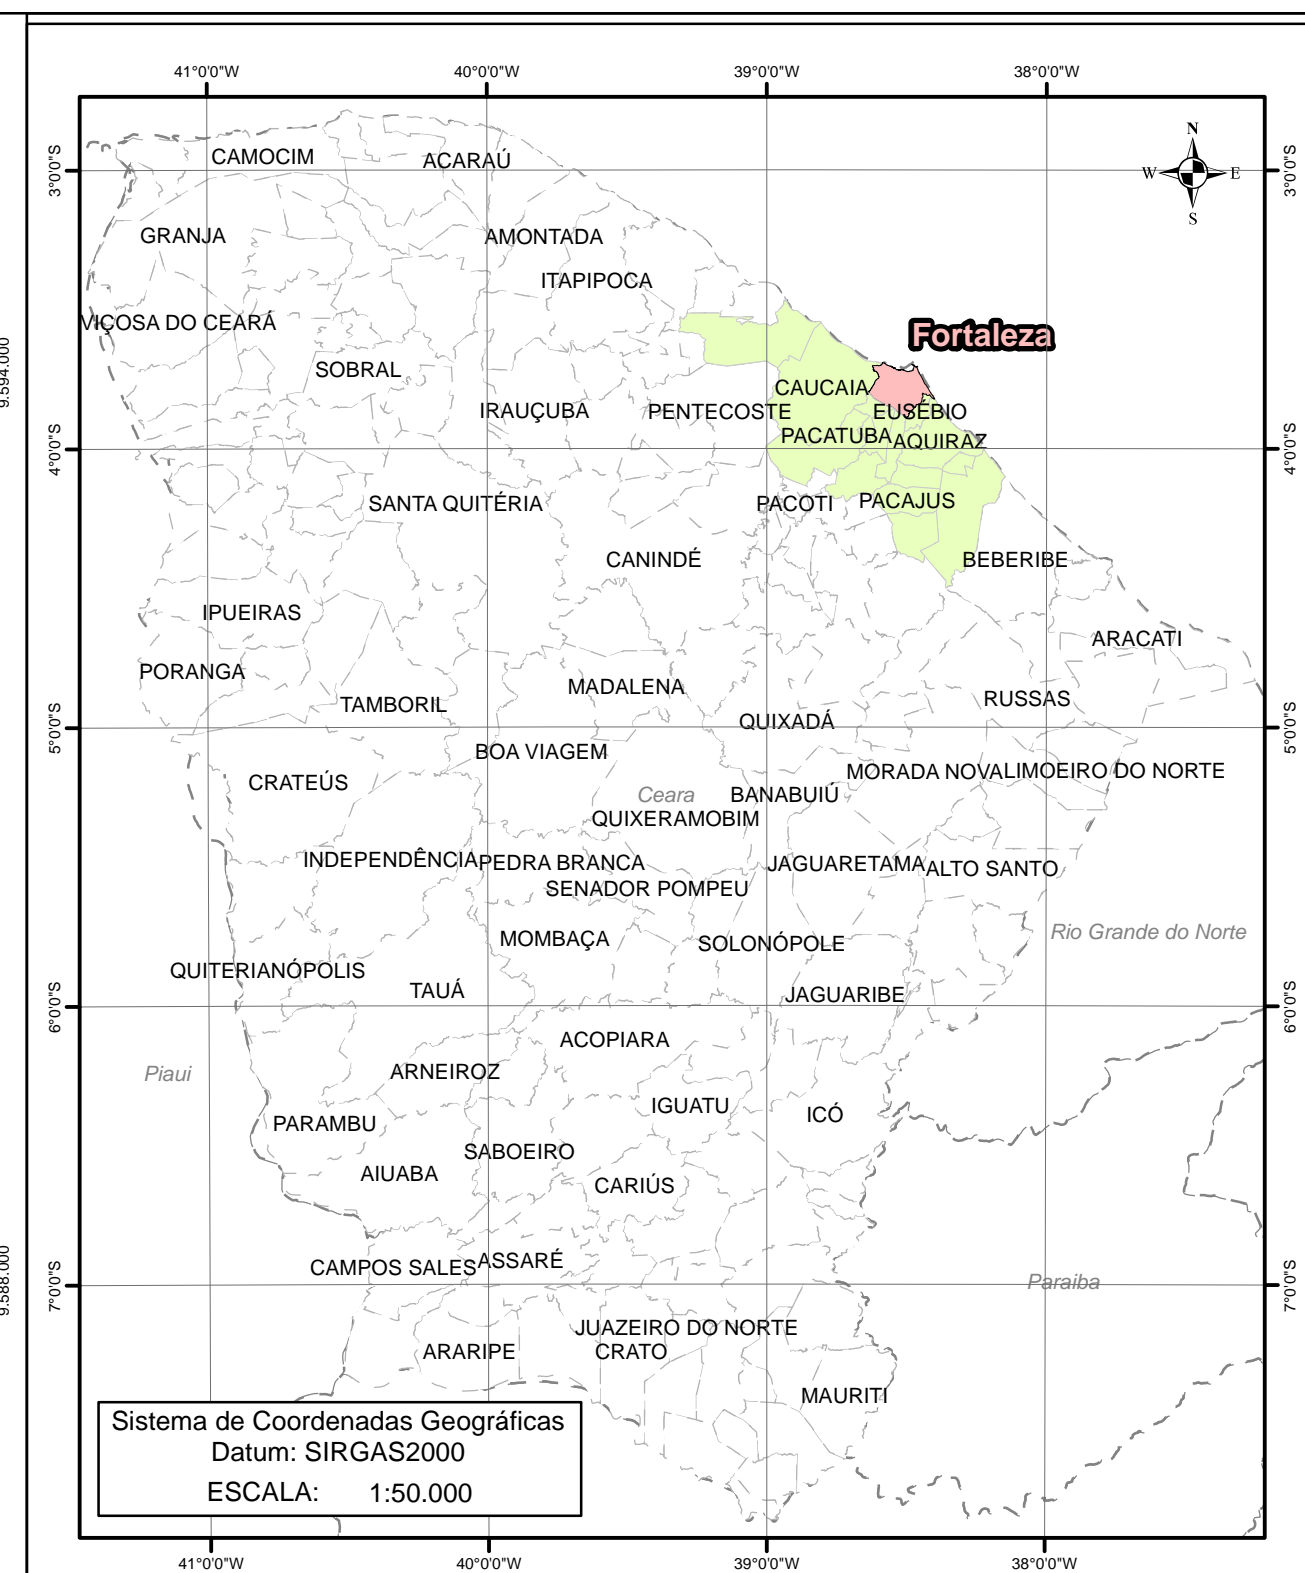 41°0'0"W 40°0'0"W 39°0'0"W 38°0'0"W
N
W E
S
3°0'0"S 3°0'0"S
CAMOCIM ACARAÚ
GRANJA AMONTADA
ITAPIPOCA
VIÇOSA DO CEARÁ
Fortaleza
9.594.000
SOBRAL CAUCAIA
IRAUÇUBA PENTECOSTE EUSÉBIO
PACATUBA AQUIRAZ
4°0'0"S 4°0'0"S
SANTA QUITÉRIA PACOTI PACAJUS
CANINDÉ BEBERIBE
IPUEIRAS
ARACATI
PORANGA
MADALENA
TAMBORIL RUSSAS
QUIXADÁ
5°0'0"S 5°0'0"S
BOA VIAGEM
MORADA NOVA LIMOEIRO DO NORTE
CRATEÚS
Ceara BANABUIÚ
QUIXERAMOBIM
INDEPENDÊNCIA PEDRA BRANCA JAGUARETAMA ALTO SANTO
SENADOR POMPEU
Rio Grande do Norte
MOMBAÇA SOLONÓPOLE
QUITERIANÓPOLIS
TAUÁ JAGUARIBE
6°0'0"S 6°0'0"S
ACOPIARA
Piaui ARNEIROZ
IGUATU ICÓ
PARAMBU
SABOEIRO
AIUABA
CARIÚS
9.588.000
CAMPOS SALES ASSARÉ
7°0'0"S Paraiba 7°0'0"S
JUAZEIRO DO NORTE
ARARIPE CRATO
MAURITI
Sistema de Coordenadas Geográficas
Datum: SIRGAS2000
ESCALA: 1:50.000
41°0'0"W 40°0'0"W 39°0'0"W 38°0'0"W